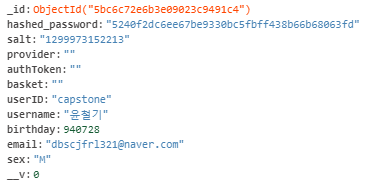 _id: ObjectId("5bc6c72e6b3e09023c9491c4")
hashed_password: "5240f2dc6ee67be9330bc5fbff438b66b68063fd"
salt: "1299973152213"
provider: ""
authToken: ""
basket: ""
userID: "capstone"
username: "윤철기"
birthday: 940728
email: "dbscjfrl321@naver.com"
sex: "M"
__v: 0